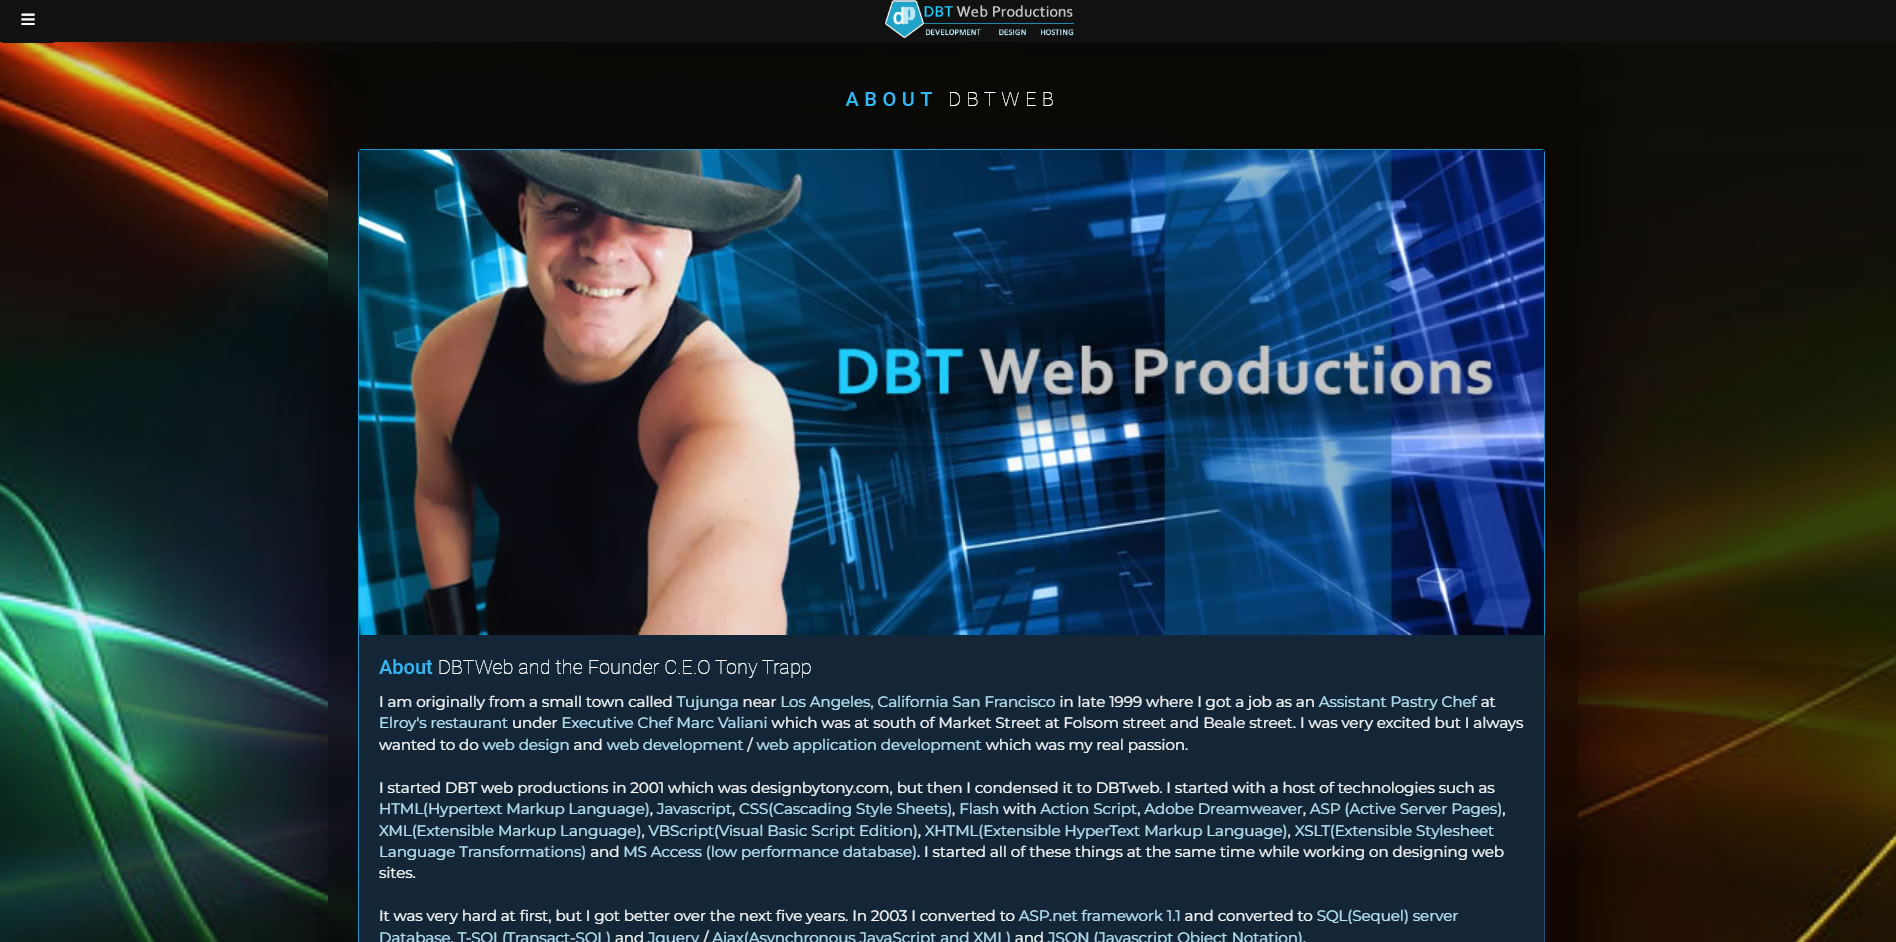 dp DBT Web Productions
DEVELOPMENT DESIGN HOSTING
ABOUT DBTWEB
DBT Web Productions
About DBTWeb and the Founder C.E.O Tony Trapp
I am originally from a small town called Tujunga near Los Angeles, California San Francisco in late 1999 where I got a job as an Assistant Pastry Chef at
Elroy's restaurant under Executive Chef Marc Valiani which was at south of Market Street at Folsom street and Beale street. I was very excited but I always
wanted to do web design and web development / web application development which was my real passion.
I started DBT web productions in 2001 which was designbytony.com, but then I condensed it to DBTweb. I started with a host of technologies such as
HTML(Hypertext Markup Language), Javascript, CSS(Cascading Style Sheets), Flash with Action Script, Adobe Dreamweaver, ASP (Active Server Pages),
XML(Extensible Markup Language), VBScript(Visual Basic Script Edition), XHTML(Extensible HyperText Markup Language), XSLT(Extensible Stylesheet
Language Transformations) and MS Access (low performance database). I started all of these things at the same time while working on designing web
sites.
It was very hard at first, but I got better over the next five years. In 2003 I converted to ASP.net framework 1.1 and converted to SQL(Sequel) server
Database, T-SQL(Transact-SQL) and Jquery / Ajax(Asynchronous JavaScript and XML) and JSON (Javascript Object Notation).